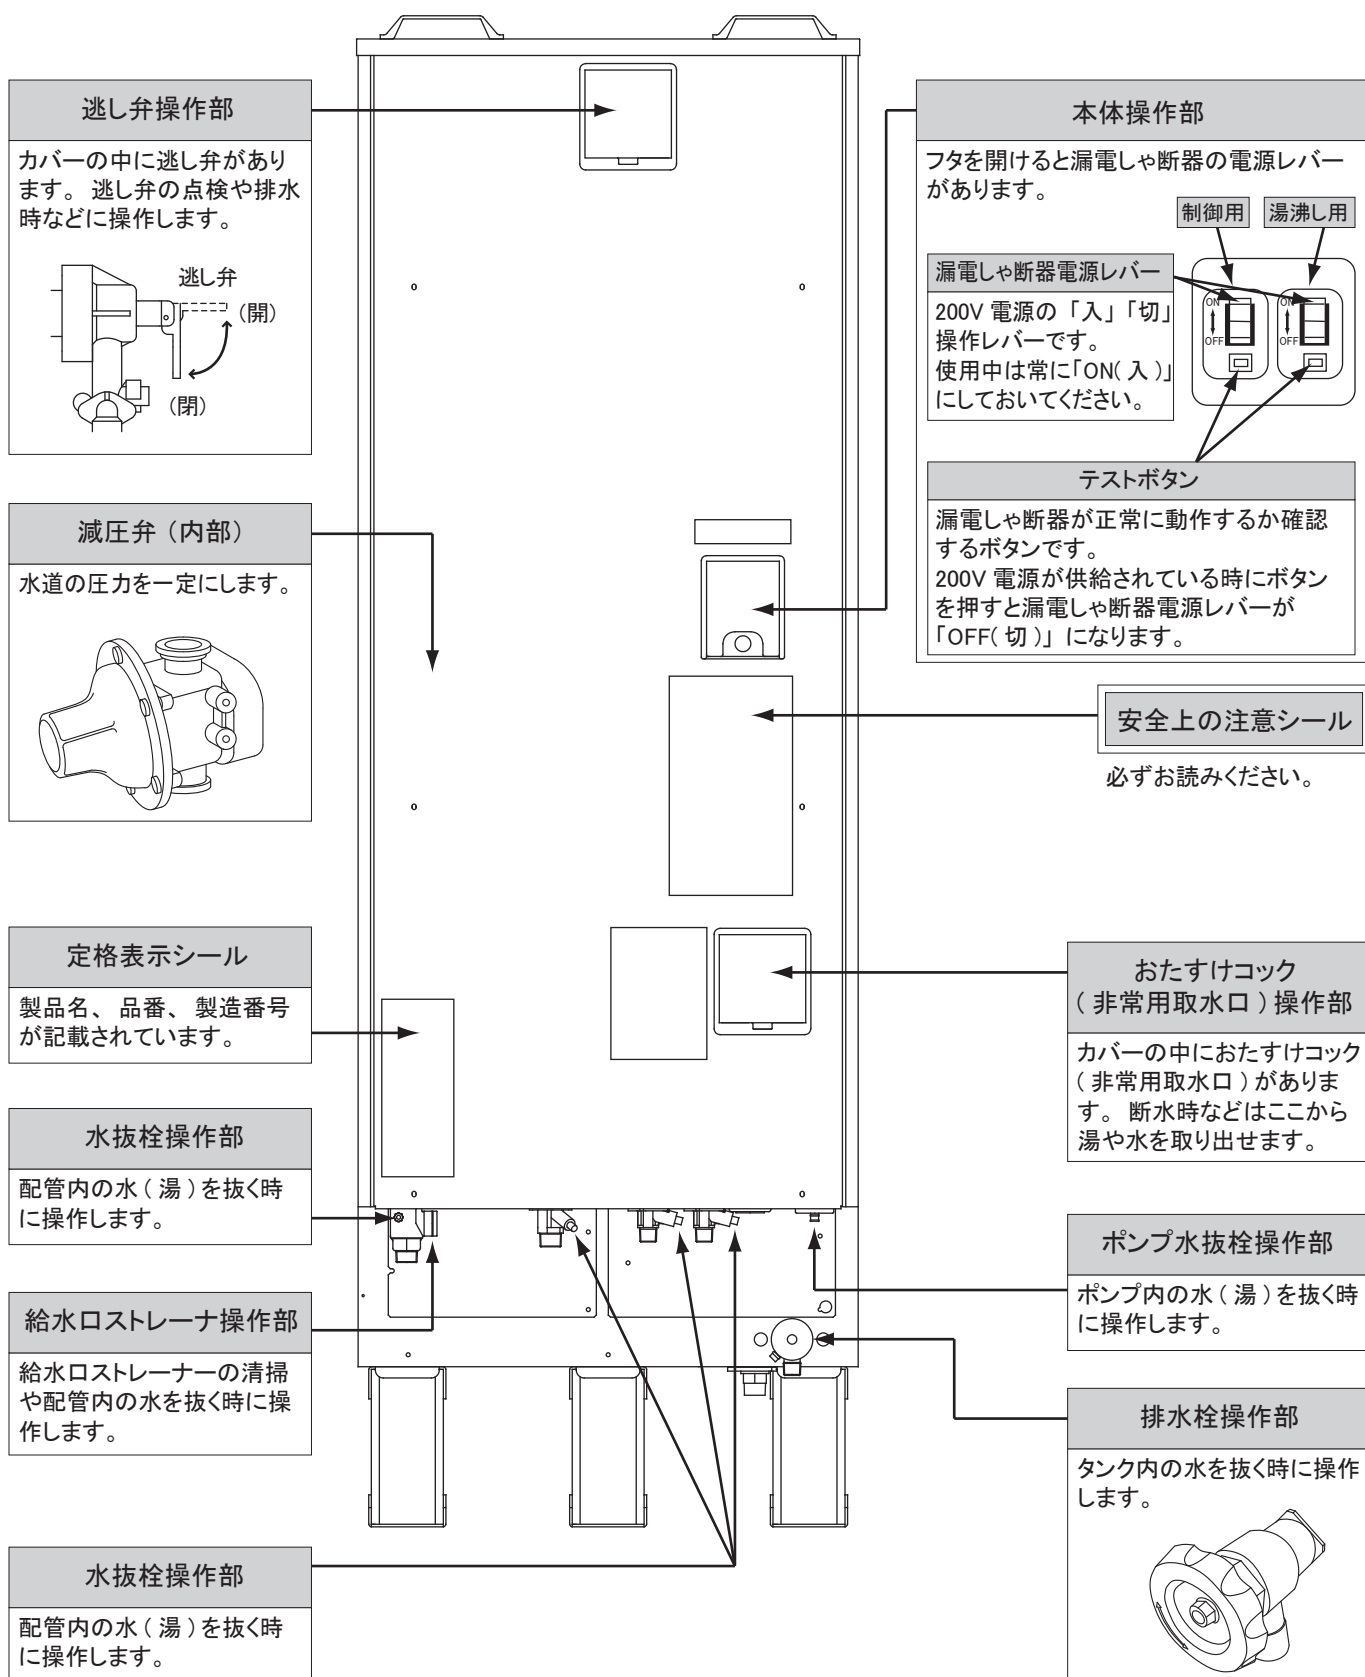 逃し弁操作部
カバーの中に逃し弁があり
ます。 逃し弁の点検や排水
時などに操作します。
逃し弁
(開)
(閉)
減圧弁 (内部)
水道の圧力を一定にします。
定格表示シール
製品名、 品番、 製造番号
が記載されています。
水抜栓操作部
配管内の水 ( 湯 ) を抜く時
に操作します。
給水口ストレーナ操作部
給水口ストレーナーの清掃
や配管内の水を抜く時に操
作します。
水抜栓操作部
配管内の水 ( 湯 ) を抜く時
に操作します。
本体操作部
フタを開けると漏電しゃ断器の電源レバー
があります。
制御用
湯沸し用
漏電しゃ断器電源レバー
200V 電源の 「入」 「切」
操作レバーです。
使用中は常に「ON( 入 )」
にしておいてください。
ON
OFF
ON
OFF
テストボタン
漏電しゃ断器が正常に動作するか確認
するボタンです。
200V 電源が供給されている時にボタン
を押すと漏電しゃ断器電源レバーが
「OFF( 切 )」 になります。
安全上の注意シール
必ずお読みください。
おたすけコック
( 非常用取水口 ) 操作部
カバーの中におたすけコック
( 非常用取水口 ) がありま
す。 断水時などはここから
湯や水を取り出せます。
ポンプ水抜栓操作部
ポンプ内の水 ( 湯 ) を抜く時
に操作します。
排水栓操作部
タンク内の水を抜く時に操作
します。